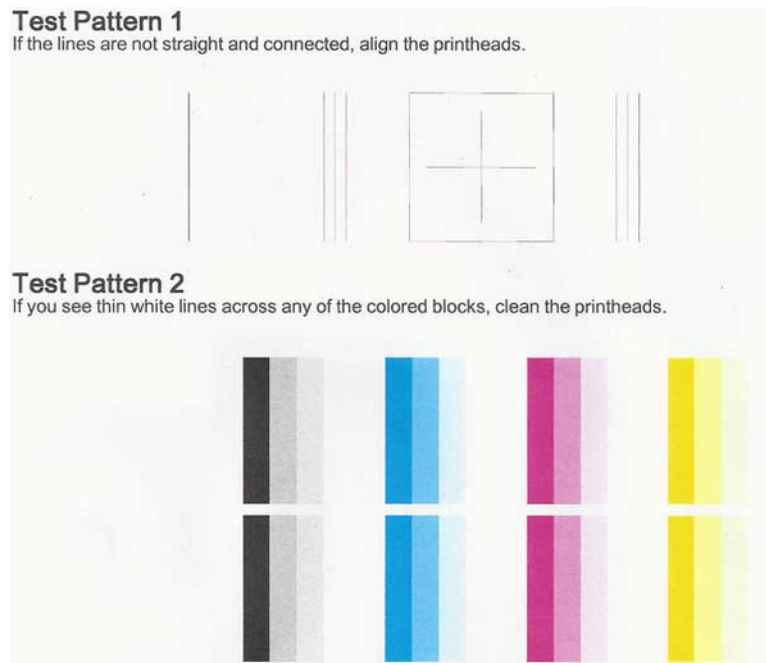 Test Pattern 1
If the lines are not straight and connected, align the printheads.
Test Pattern 2
If you see thin white lines across any of the colored blocks, clean the printheads.